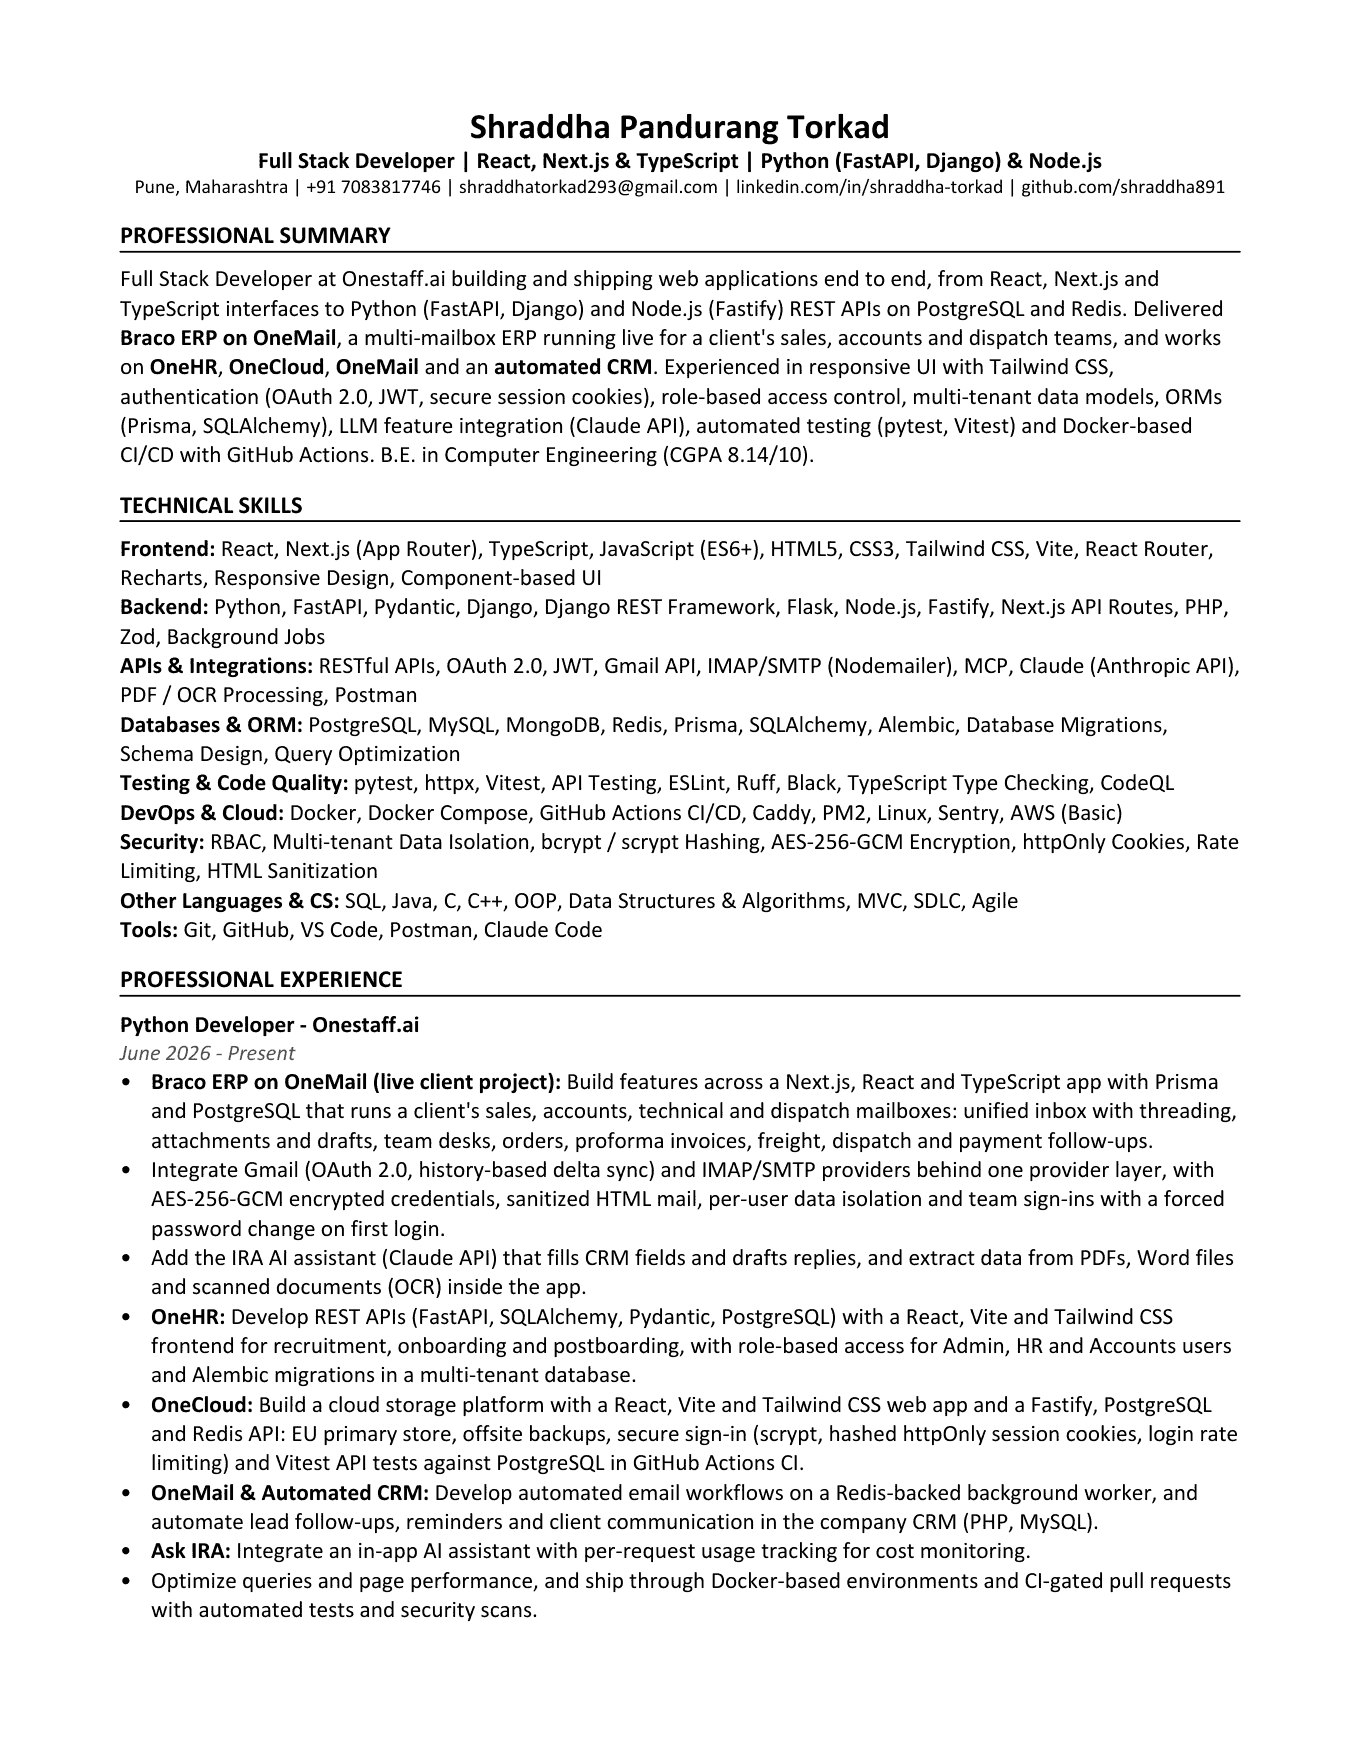 Shraddha Pandurang Torkad
Full Stack Developer | React, Next.js & TypeScript | Python (FastAPI, Django) & Node.js
Pune, Maharashtra | +91 7083817746 | shraddhatorkad293@gmail.com | linkedin.com/in/shraddha-torkad | github.com/shraddha891
PROFESSIONAL SUMMARY
Full Stack Developer at Onestaff.ai building and shipping web applications end to end, from React, Next.js and
TypeScript interfaces to Python (FastAPI, Django) and Node.js (Fastify) REST APIs on PostgreSQL and Redis. Delivered
Braco ERP on OneMail, a multi-mailbox ERP running live for a client's sales, accounts and dispatch teams, and works
on OneHR, OneCloud, OneMail and an automated CRM. Experienced in responsive UI with Tailwind CSS,
authentication (OAuth 2.0, JWT, secure session cookies), role-based access control, multi-tenant data models, ORMs
(Prisma, SQLAlchemy), LLM feature integration (Claude API), automated testing (pytest, Vitest) and Docker-based
CI/CD with GitHub Actions. B.E. in Computer Engineering (CGPA 8.14/10).
TECHNICAL SKILLS
Frontend: React, Next.js (App Router), TypeScript, JavaScript (ES6+), HTML5, CSS3, Tailwind CSS, Vite, React Router,
Recharts, Responsive Design, Component-based UI
Backend: Python, FastAPI, Pydantic, Django, Django REST Framework, Flask, Node.js, Fastify, Next.js API Routes, PHP,
Zod, Background Jobs
APIs & Integrations: RESTful APIs, OAuth 2.0, JWT, Gmail API, IMAP/SMTP (Nodemailer), MCP, Claude (Anthropic API),
PDF / OCR Processing, Postman
Databases & ORM: PostgreSQL, MySQL, MongoDB, Redis, Prisma, SQLAlchemy, Alembic, Database Migrations,
Schema Design, Query Optimization
Testing & Code Quality: pytest, httpx, Vitest, API Testing, ESLint, Ruff, Black, TypeScript Type Checking, CodeQL
DevOps & Cloud: Docker, Docker Compose, GitHub Actions CI/CD, Caddy, PM2, Linux, Sentry, AWS (Basic)
Security: RBAC, Multi-tenant Data Isolation, bcrypt / scrypt Hashing, AES-256-GCM Encryption, httpOnly Cookies, Rate
Limiting, HTML Sanitization
Other Languages & CS: SQL, Java, C, C++, OOP, Data Structures & Algorithms, MVC, SDLC, Agile
Tools: Git, GitHub, VS Code, Postman, Claude Code
PROFESSIONAL EXPERIENCE
Python Developer - Onestaff.ai
June 2026 - Present
• Braco ERP on OneMail (live client project): Build features across a Next.js, React and TypeScript app with Prisma
and PostgreSQL that runs a client's sales, accounts, technical and dispatch mailboxes: unified inbox with threading,
attachments and drafts, team desks, orders, proforma invoices, freight, dispatch and payment follow-ups.
• Integrate Gmail (OAuth 2.0, history-based delta sync) and IMAP/SMTP providers behind one provider layer, with
AES-256-GCM encrypted credentials, sanitized HTML mail, per-user data isolation and team sign-ins with a forced
password change on first login.
• Add the IRA AI assistant (Claude API) that fills CRM fields and drafts replies, and extract data from PDFs, Word files
and scanned documents (OCR) inside the app.
• OneHR: Develop REST APIs (FastAPI, SQLAlchemy, Pydantic, PostgreSQL) with a React, Vite and Tailwind CSS
frontend for recruitment, onboarding and postboarding, with role-based access for Admin, HR and Accounts users
and Alembic migrations in a multi-tenant database.
• OneCloud: Build a cloud storage platform with a React, Vite and Tailwind CSS web app and a Fastify, PostgreSQL
and Redis API: EU primary store, offsite backups, secure sign-in (scrypt, hashed httpOnly session cookies, login rate
limiting) and Vitest API tests against PostgreSQL in GitHub Actions CI.
• OneMail & Automated CRM: Develop automated email workflows on a Redis-backed background worker, and
automate lead follow-ups, reminders and client communication in the company CRM (PHP, MySQL).
• Ask IRA: Integrate an in-app AI assistant with per-request usage tracking for cost monitoring.
• Optimize queries and page performance, and ship through Docker-based environments and CI-gated pull requests
with automated tests and security scans.